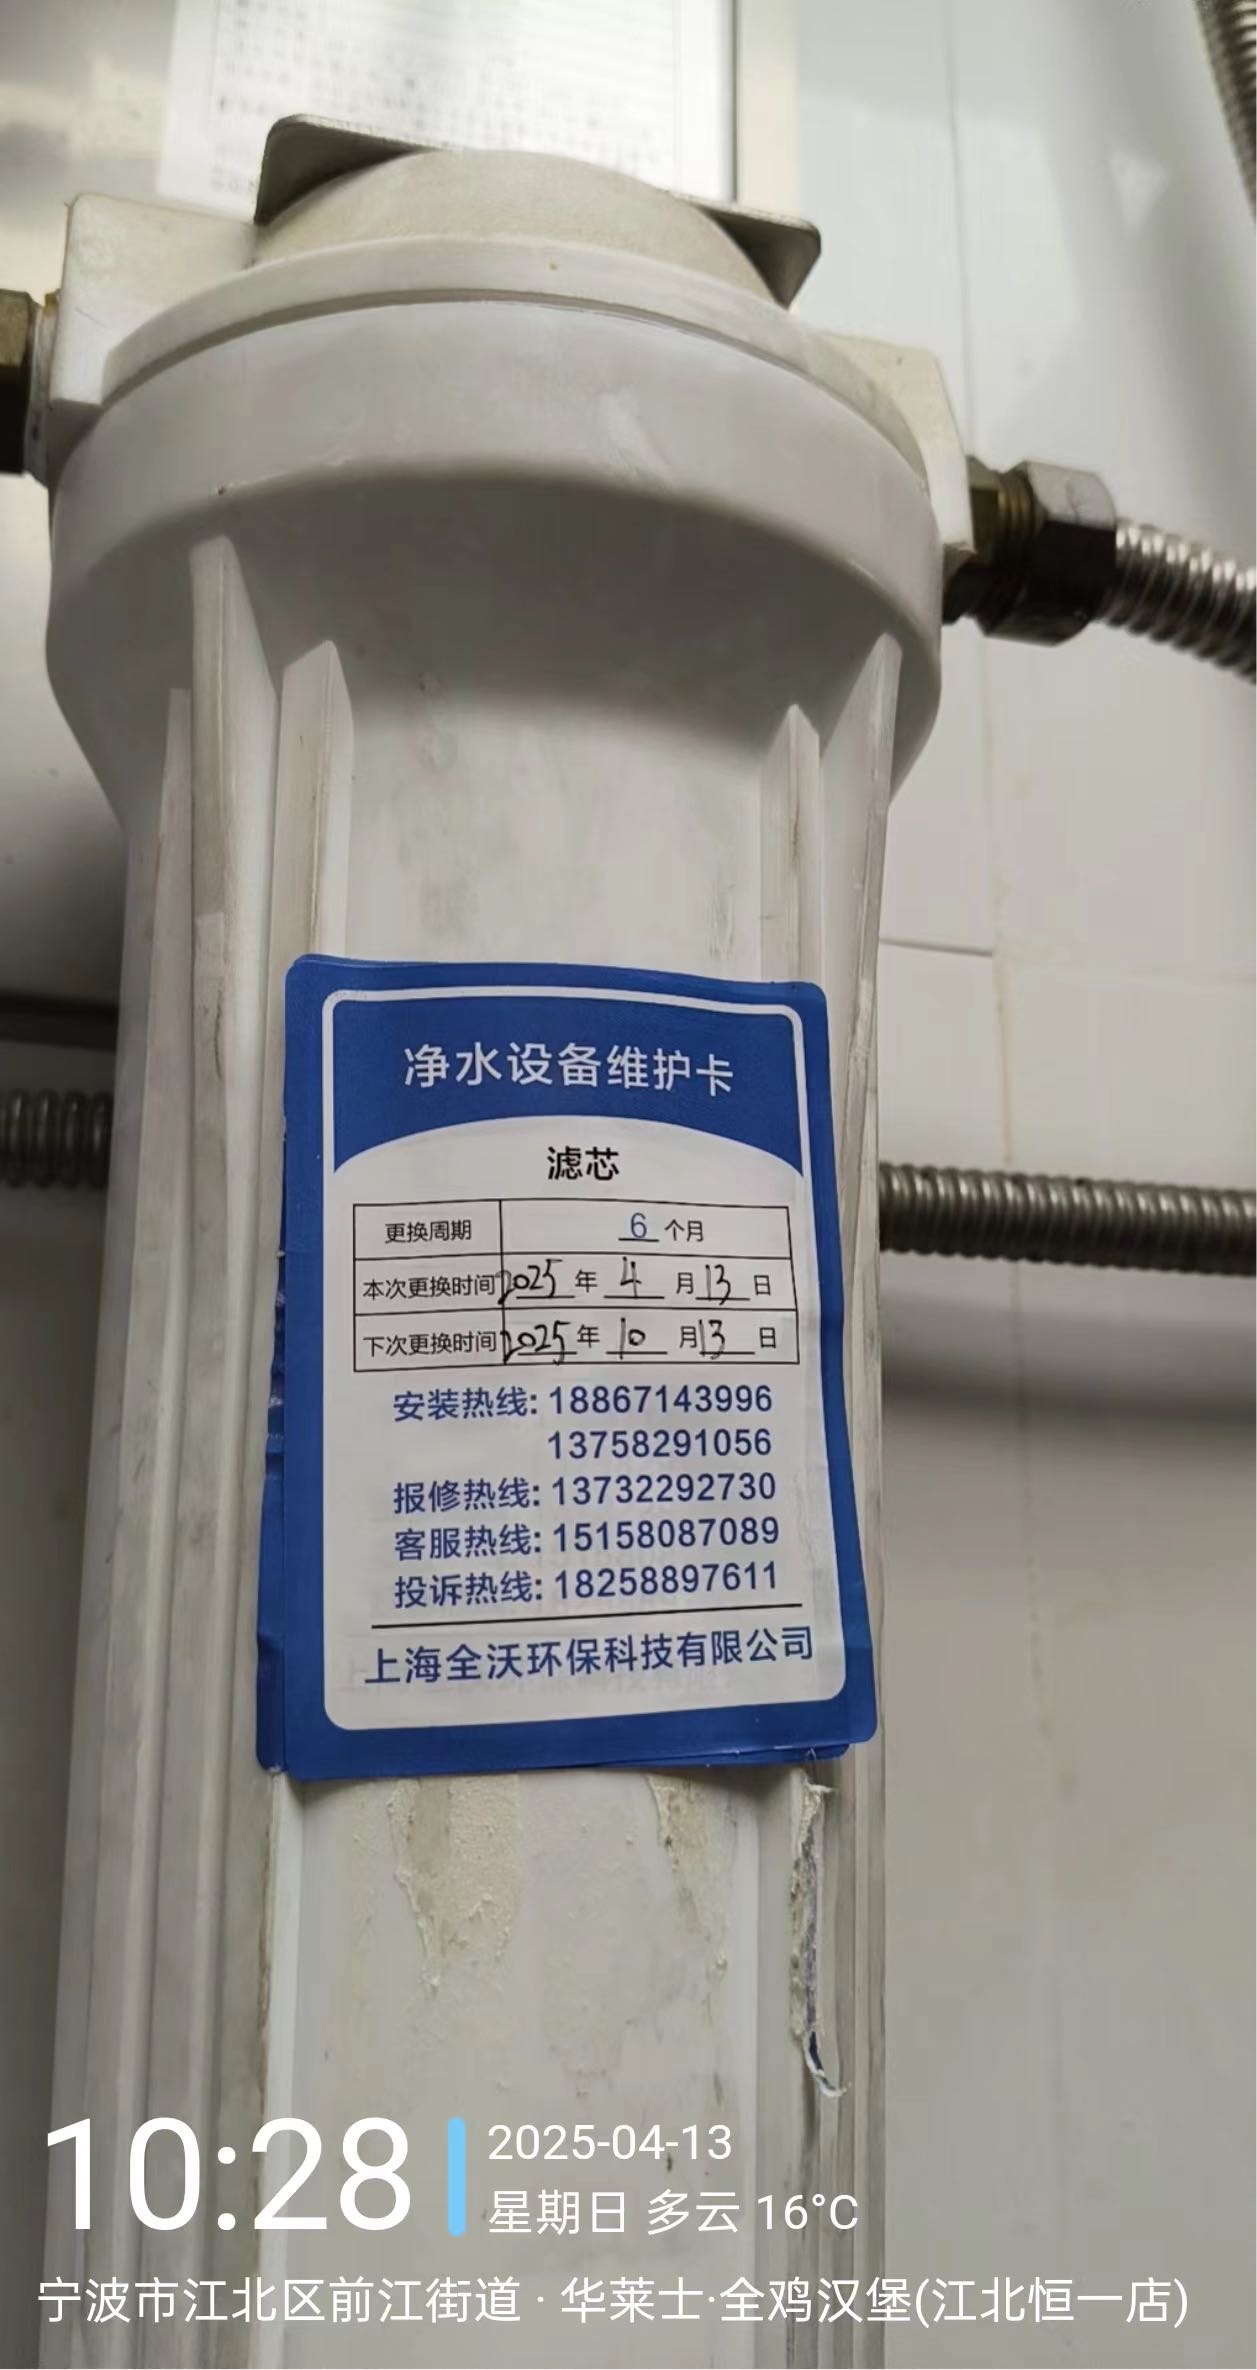 净水设备维护卡
滤芯
更换周期 6 个月
本次更换时间 2025 年 4 月 13 日
下次更换时间 2025 年 10 月 13 日
安装热线: 18867143996
13758291056
报修热线: 13732292730
客服热线: 15158087089
投诉热线: 18258897611
上海全沃环保科技有限公司
10:28
2025-04-13
星期日 多云 16°C
宁波市江北区前江街道 · 华莱士·全鸡汉堡(江北恒一店)